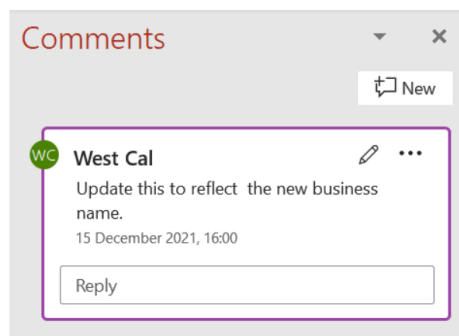 Comments
New
WC
West Cal
Update this to reflect  the new business
name.
15 December 2021, 16:00
Reply